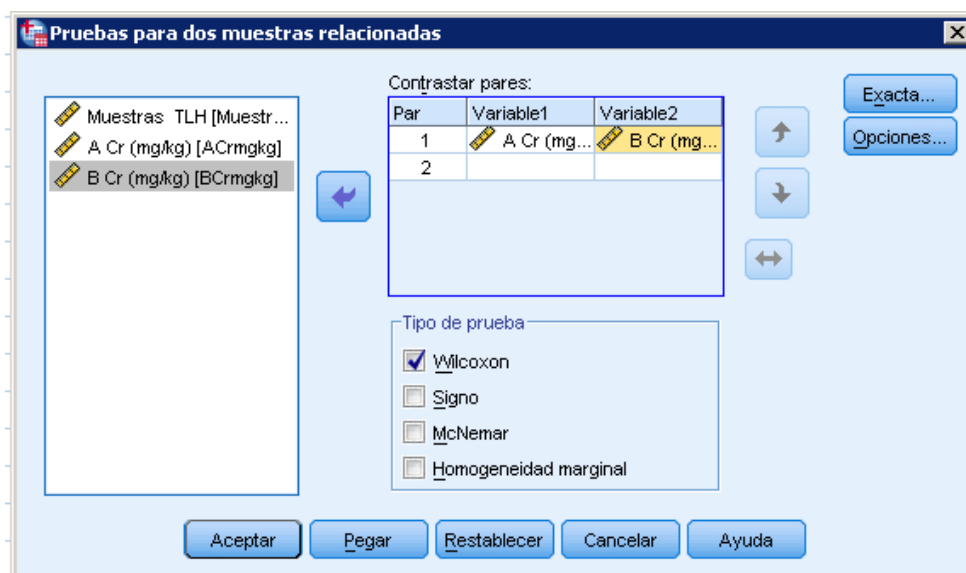 Pruebas para dos muestras relacionadas
Muestras TLH [Muestr...
A Cr (mg/kg) [ACrmgkg]
B Cr (mg/kg) [BCrmgkg]
Contrastar pares:
Par Variable1 Variable2
1 A Cr (mg... B Cr (mg...
2
Exacta...
Opciones...
Tipo de prueba
Wilcoxon
Signo
McNemar
Homogeneidad marginal
Aceptar Pegar Restablecer Cancelar Ayuda